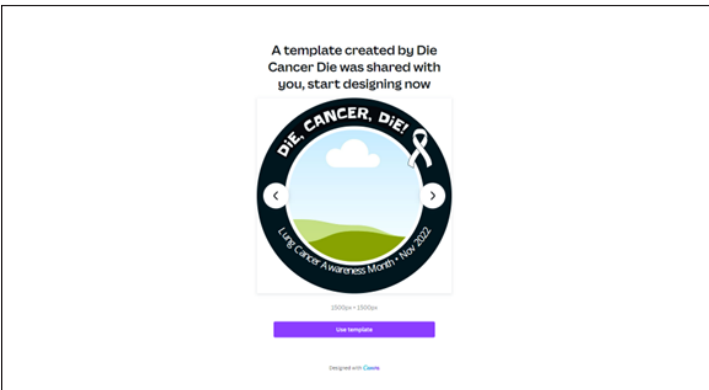 A template created by Die
Cancer Die was shared with
you, start designing now
DiE, CANCER, DiE!
Lung Cancer Awareness Month • Nov 2022
1500px × 1500px
Use template
Designed with Canva